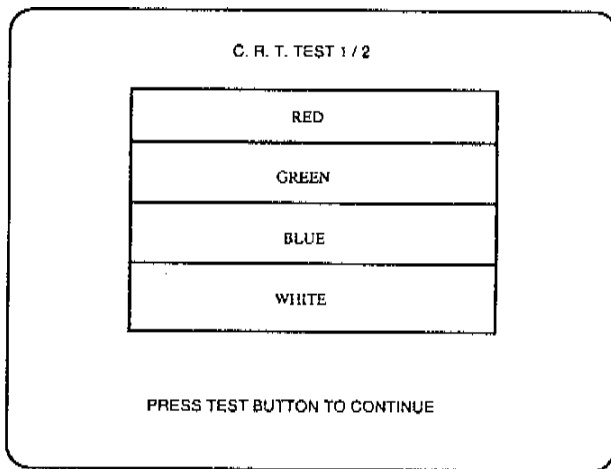 C. R. T. TEST 1 / 2
RED
GREEN
BLUE
WHITE
PRESS TEST BUTTON TO CONTINUE